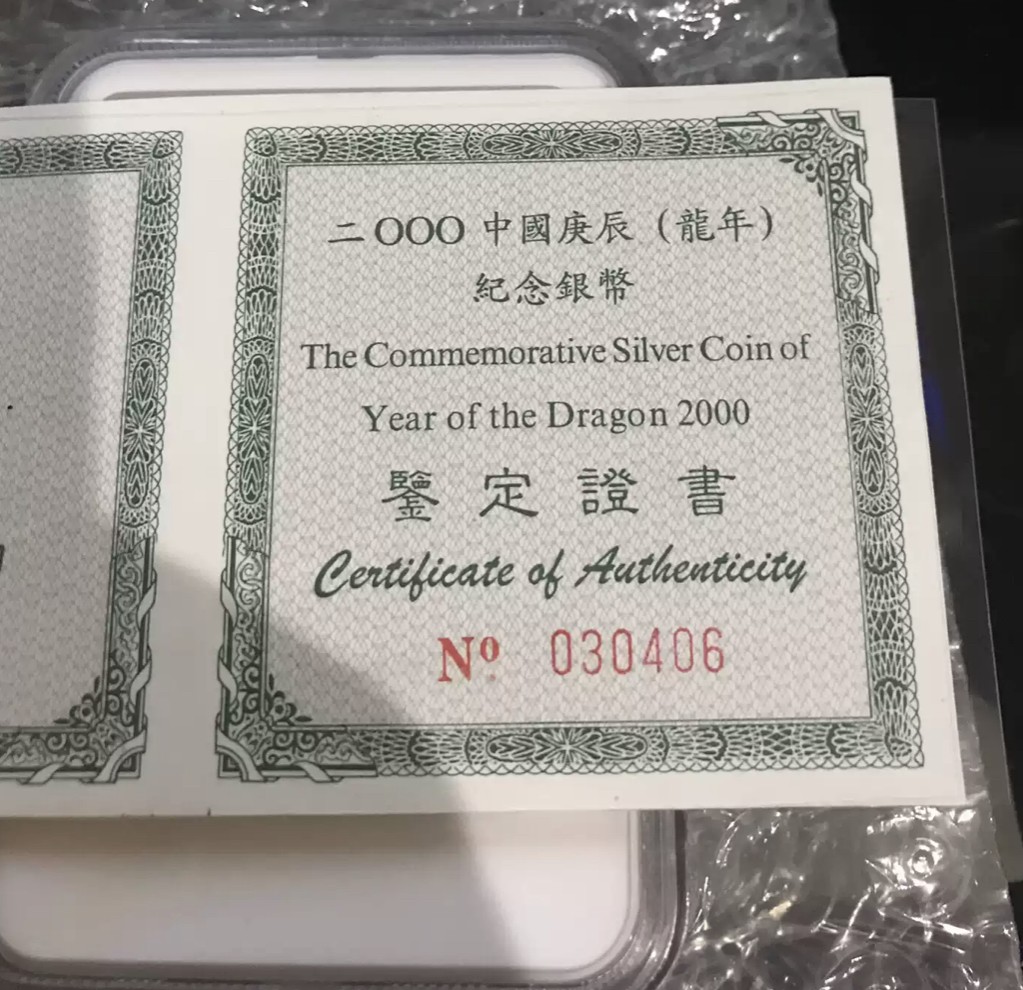 二OOO 中國庚辰（龍年）
紀念銀幣
The Commemorative Silver Coin of
Year of the Dragon 2000
鑒定證書
Certificate of Authenticity
Nº 030406